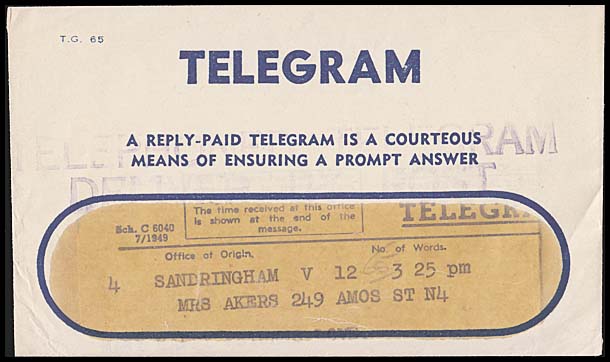 T.G. 65
TELEGRAM
A REPLY-PAID TELEGRAM IS A COURTEOUS
MEANS OF ENSURING A PROMPT ANSWER
The time received at this office
is shown at the end of the
message.
Sch. C 6040
7/1949
Office of Origin.
No. of Words.
4 SANDRINGHAM V 12 3 25 pm
MRS AKERS 249 AMOS ST N4